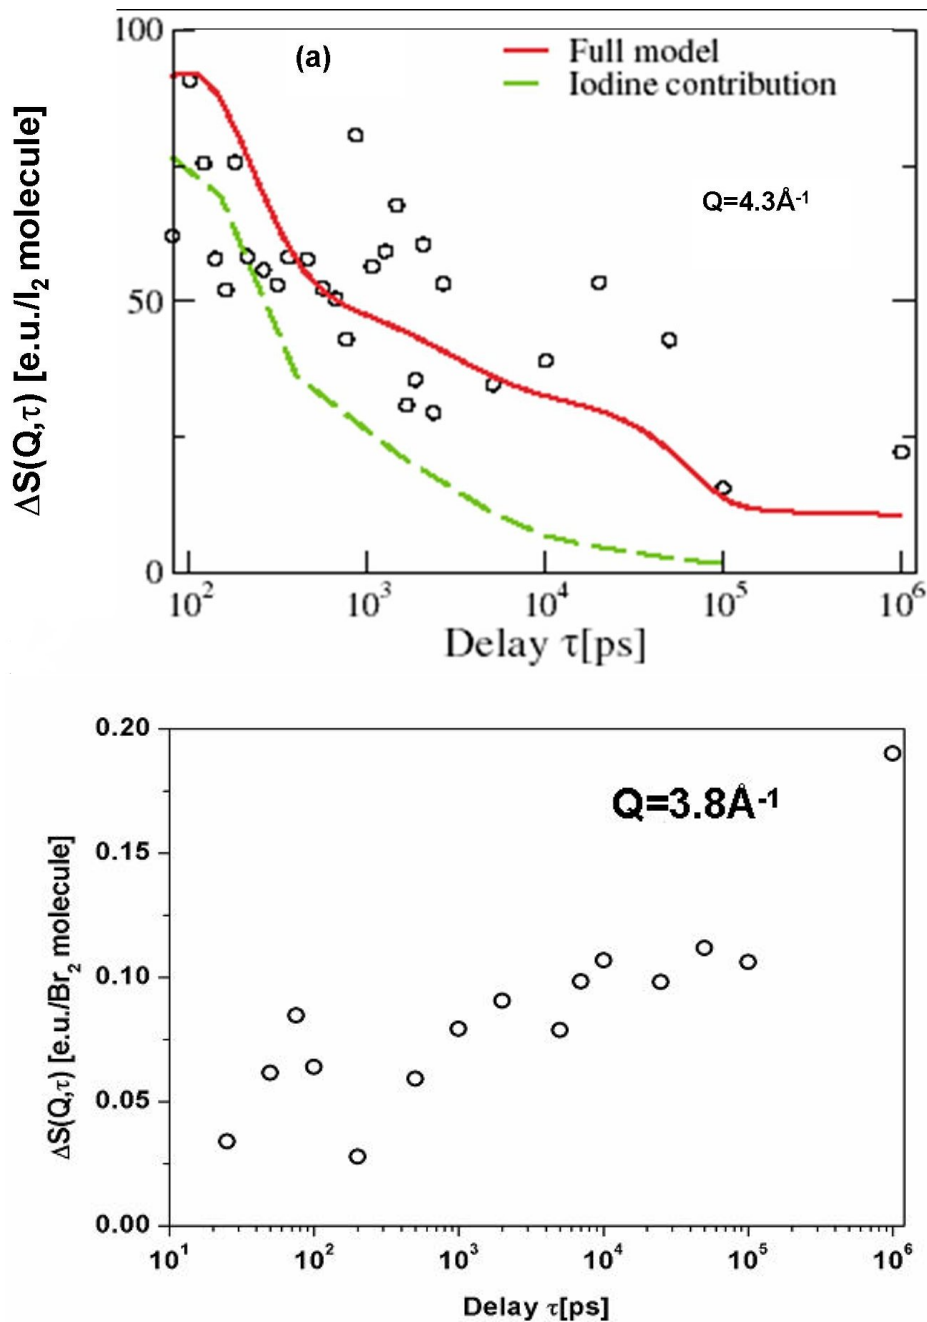 100
(a)
Full model
Iodine contribution
Q=4.3Å-1
ΔS(Q,τ) [e.u./I2 molecule]
50
0
10^2 10^3 10^4 10^5 10^6
Delay τ[ps]
0.20
Q=3.8Å-1
0.15
ΔS(Q,τ) [e.u./Br2 molecule]
0.10
0.05
0.00
10^1 10^2 10^3 10^4 10^5 10^6
Delay τ[ps]